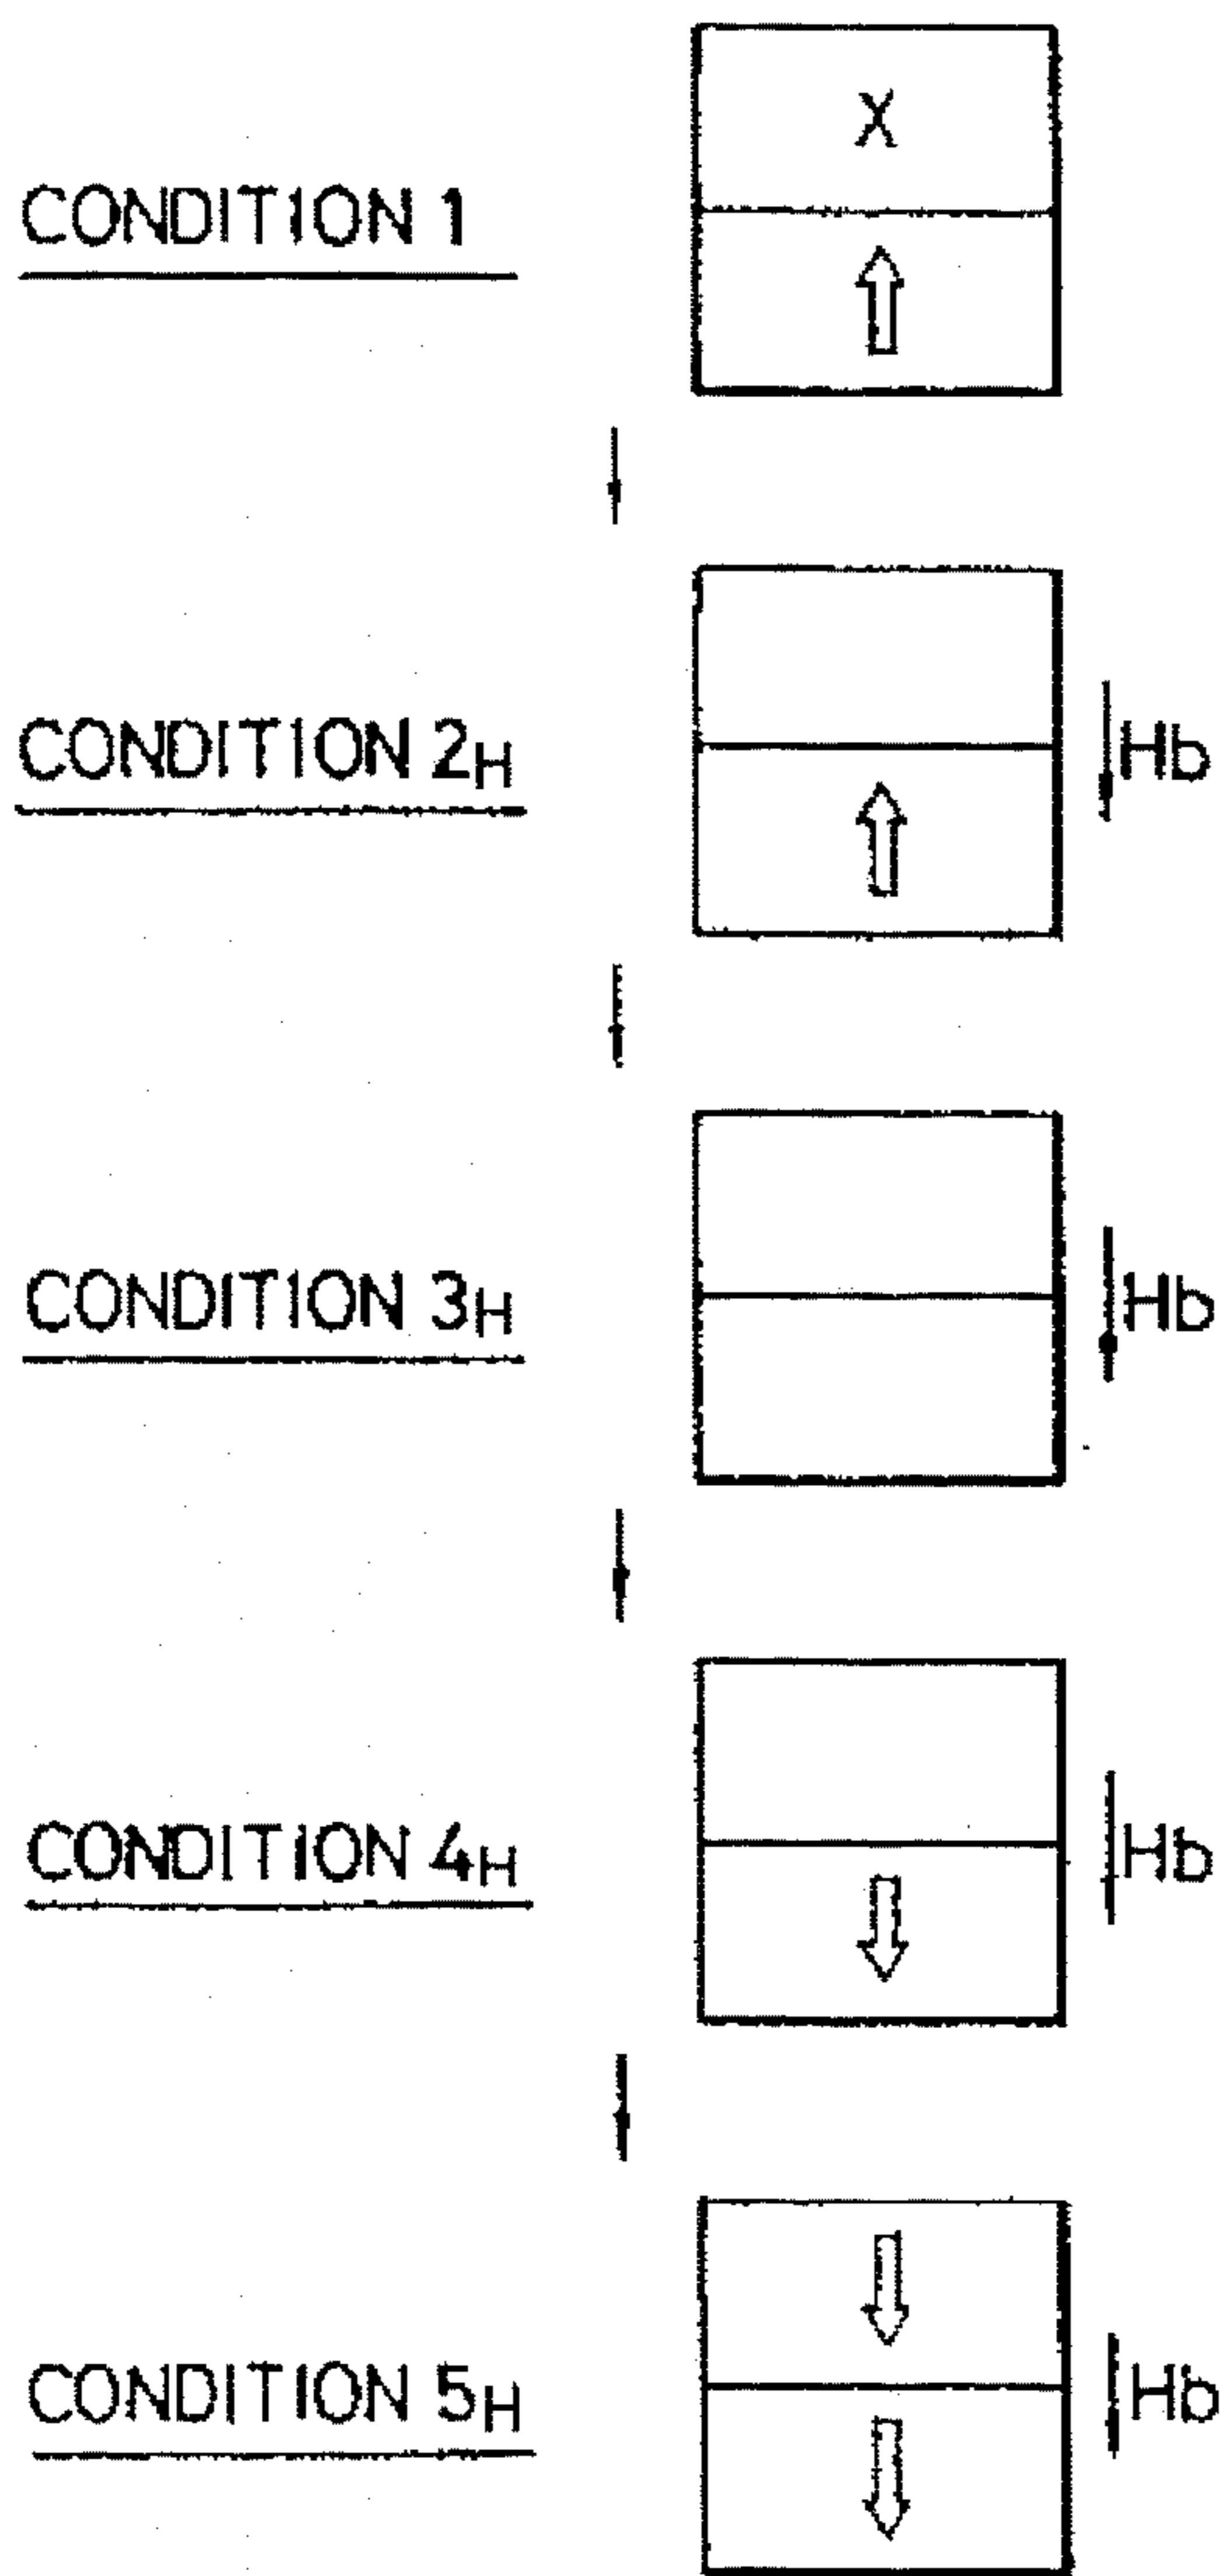 X
CONDITION 1
CONDITION 2H Hb
CONDITION 3H Hb
CONDITION 4H Hb
CONDITION 5H Hb